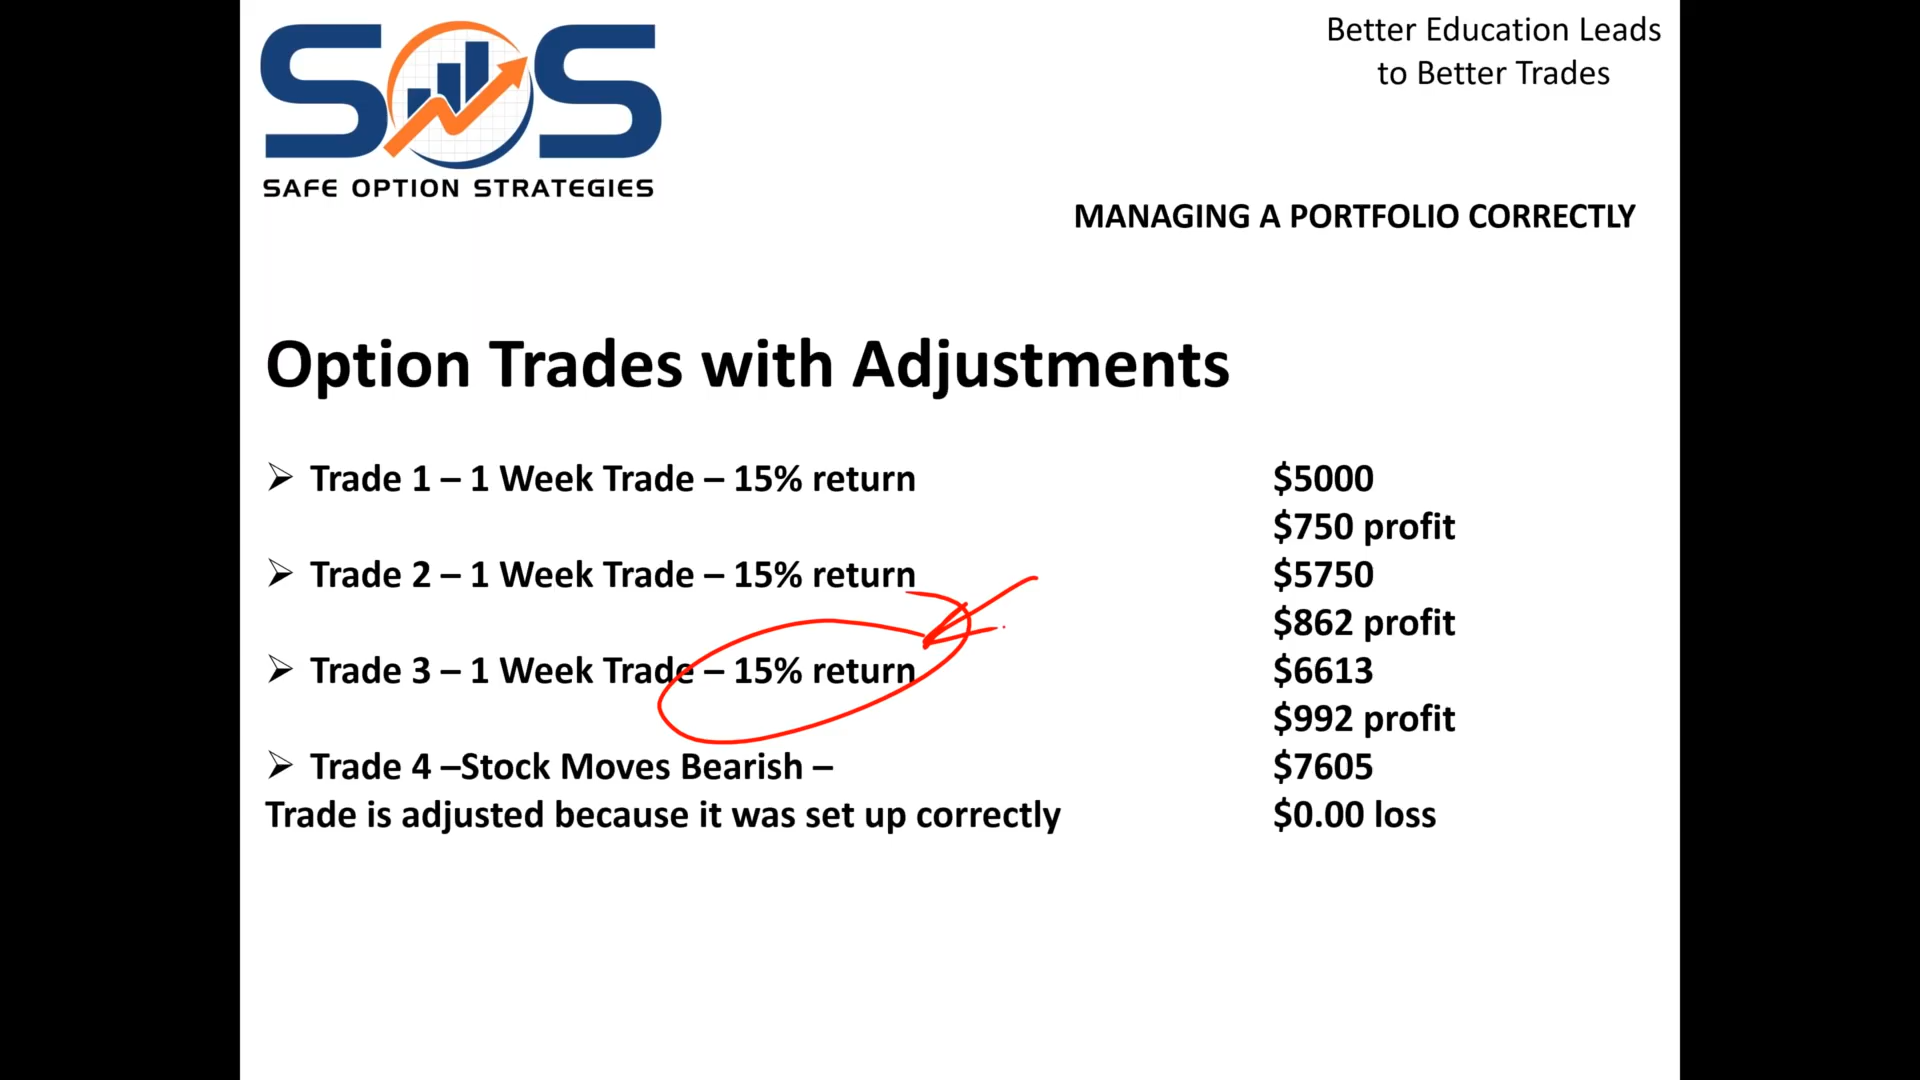 SOS
SAFE OPTION STRATEGIES
Better Education Leads
to Better Trades
MANAGING A PORTFOLIO CORRECTLY
Option Trades with Adjustments
➢ Trade 1 – 1 Week Trade – 15% return $5000
$750 profit
➢ Trade 2 – 1 Week Trade – 15% return $5750
$862 profit
➢ Trade 3 – 1 Week Trade – 15% return $6613
$992 profit
➢ Trade 4 –Stock Moves Bearish – $7605
Trade is adjusted because it was set up correctly $0.00 loss